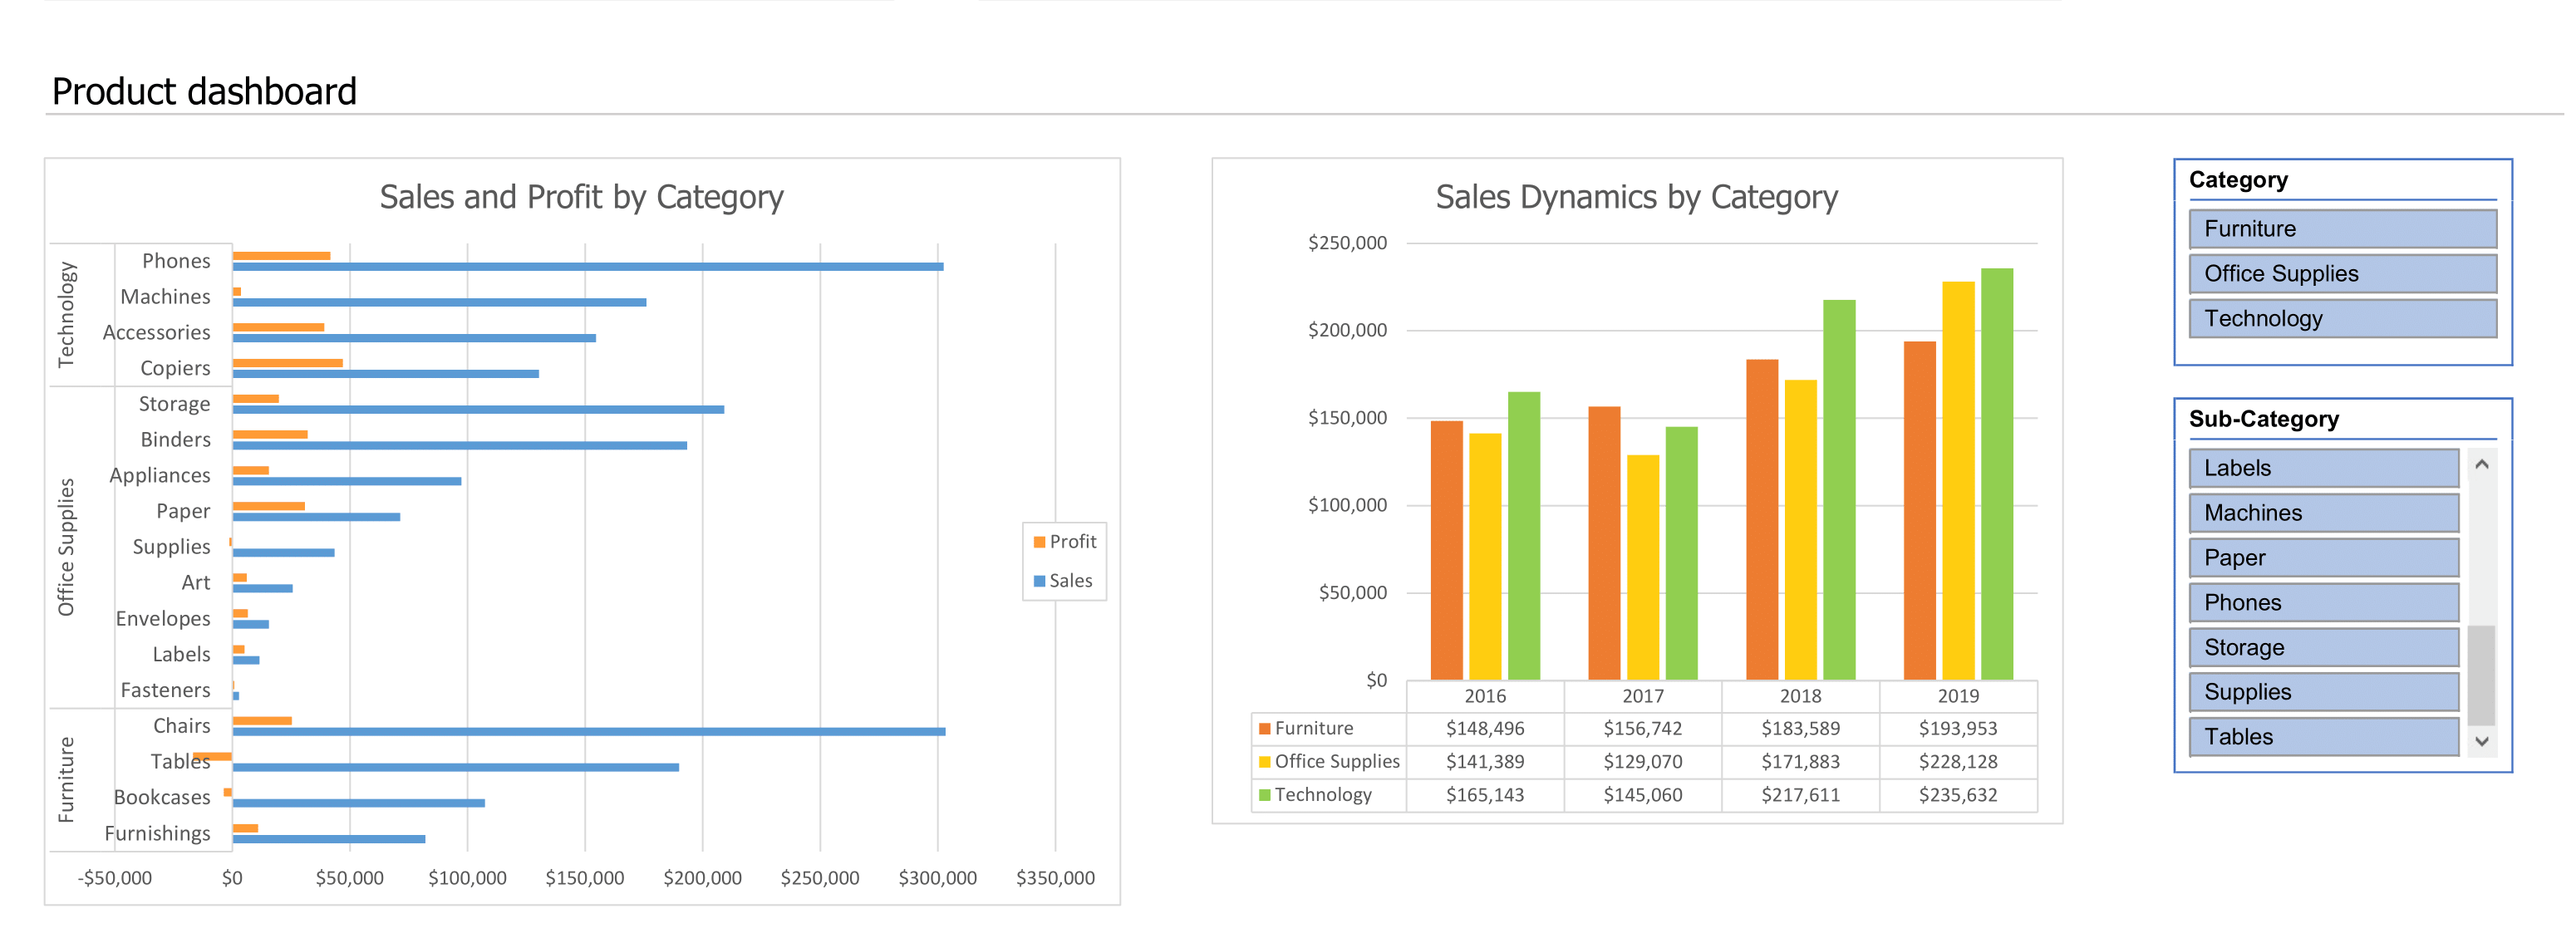 Product dashboard
Sales and Profit by Category
Technology
Phones
Machines
Accessories
Copiers
Office Supplies
Storage
Binders
Appliances
Paper
Supplies
Art
Envelopes
Labels
Fasteners
Furniture
Chairs
Tables
Bookcases
Furnishings
-$50,000 $0 $50,000 $100,000 $150,000 $200,000 $250,000 $300,000 $350,000
Profit
Sales
Sales Dynamics by Category
$250,000
$200,000
$150,000
$100,000
$50,000
$0
2016 2017 2018 2019
Furniture $148,496 $156,742 $183,589 $193,953
Office Supplies $141,389 $129,070 $171,883 $228,128
Technology $165,143 $145,060 $217,611 $235,632
Category
Furniture
Office Supplies
Technology
Sub-Category
Labels
Machines
Paper
Phones
Storage
Supplies
Tables